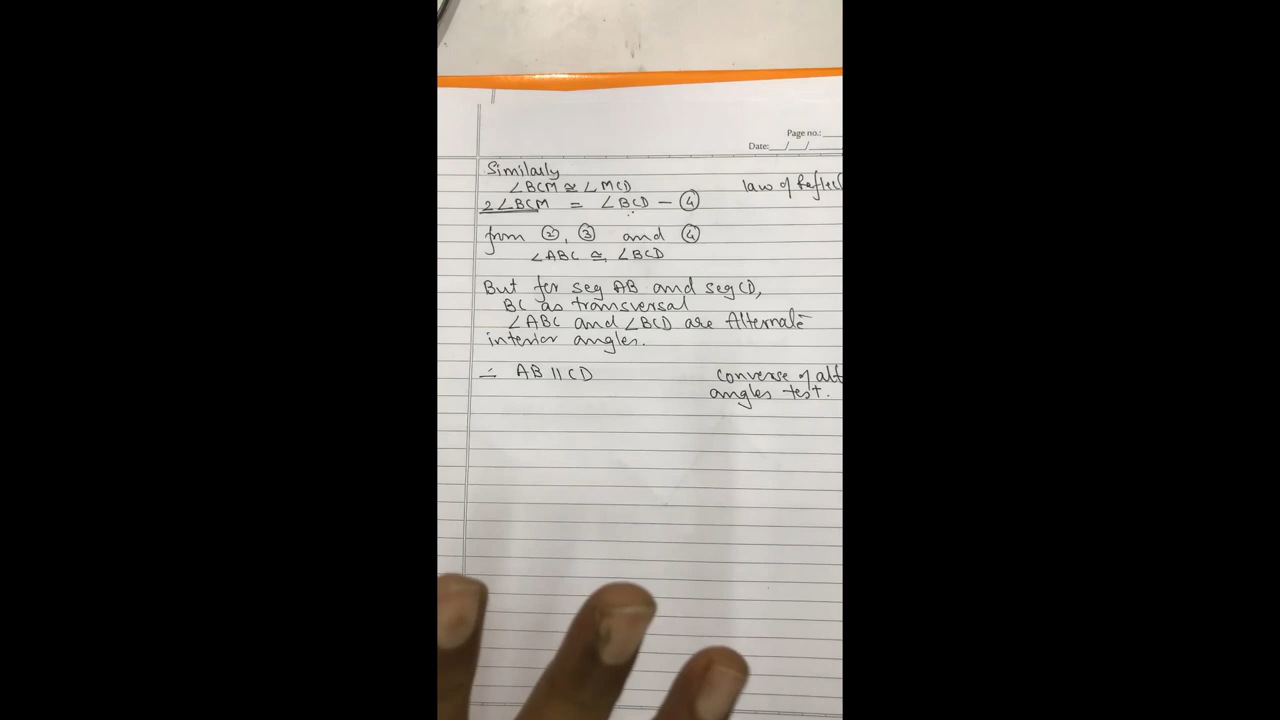 Page no.:
Date: / /
Similarly
∠BCM ≅ ∠MCD law of Reflec
2∠BCM = ∠BCD — ④
from ②, ③ and ④
∠ABC ≅ ∠BCD
But for seg AB and seg CD,
BC as transversal
∠ABC and ∠BCD are Alternate
interior angles.
∴ AB || CD converse of alt
angles test.